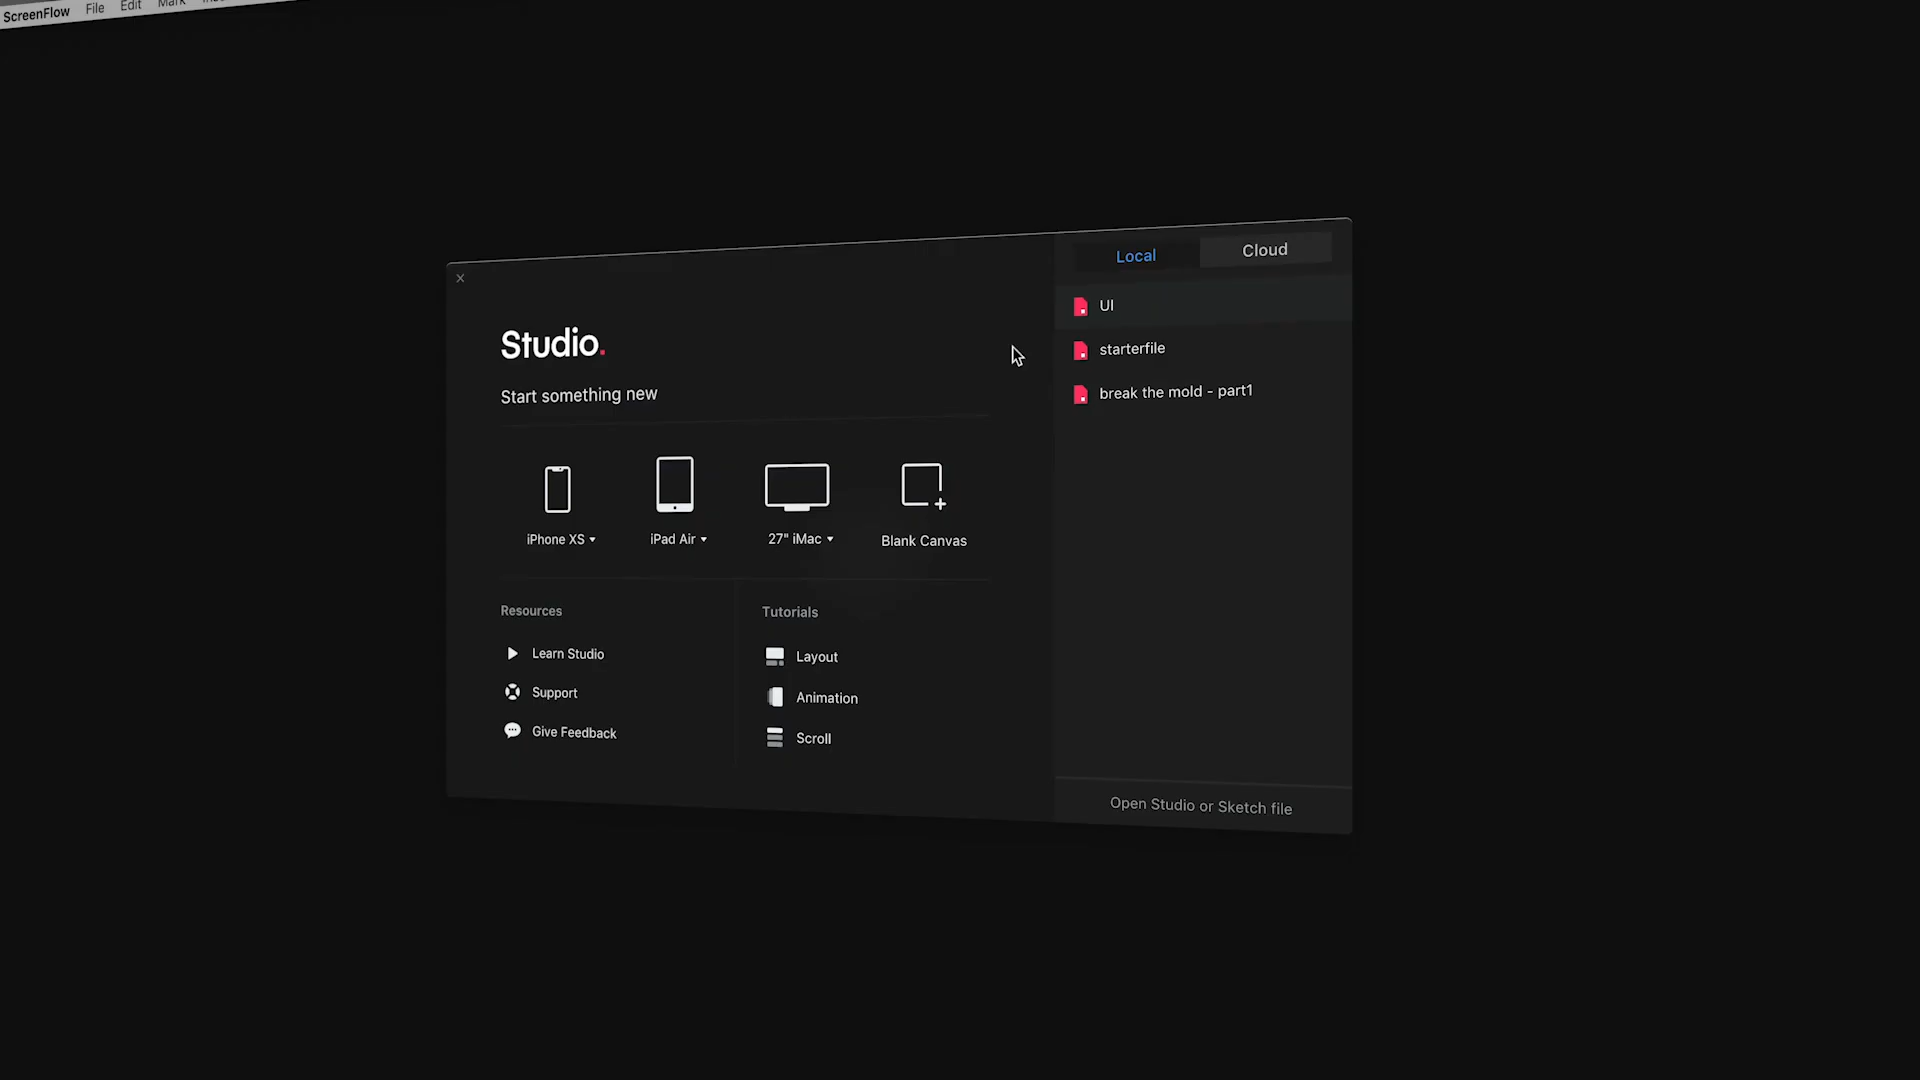 ScreenFlow File Edit Mark
Local Cloud
Studio.
Start something new
iPhone XS
iPad Air
27" iMac
Blank Canvas
Resources
Learn Studio
Support
Give Feedback
Tutorials
Layout
Animation
Scroll
UI
starterfile
break the mold - part1
Open Studio or Sketch file